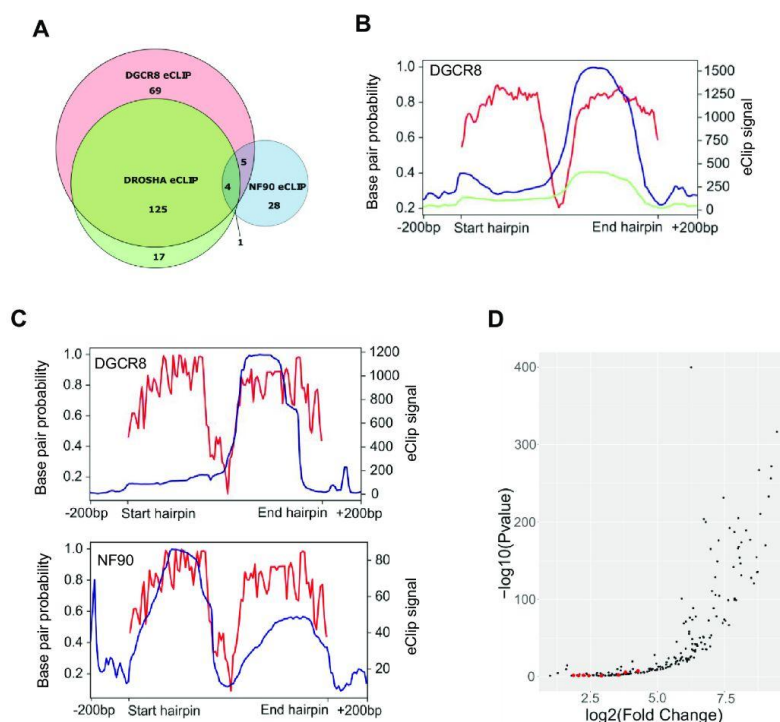 A
DGCR8 eCLIP
69
DROSHA eCLIP
125
5
4
NF90 eCLIP
28
1
17
B
DGCR8
Base pair probability
1.0
0.8
0.6
0.4
0.2
1500
1250
1000
750
500
250
0
eClip signal
-200bp Start hairpin End hairpin +200bp
C
DGCR8
Base pair probability
1.0
0.8
0.6
0.4
0.2
1200
1000
800
600
400
200
0
eClip signal
-200bp Start hairpin End hairpin +200bp
NF90
Base pair probability
1.0
0.8
0.6
0.4
0.2
80
60
40
20
eClip signal
-200bp Start hairpin End hairpin +200bp
D
−log10(Pvalue)
400
300
200
100
0
2.5 5.0 7.5
log2(Fold Change)